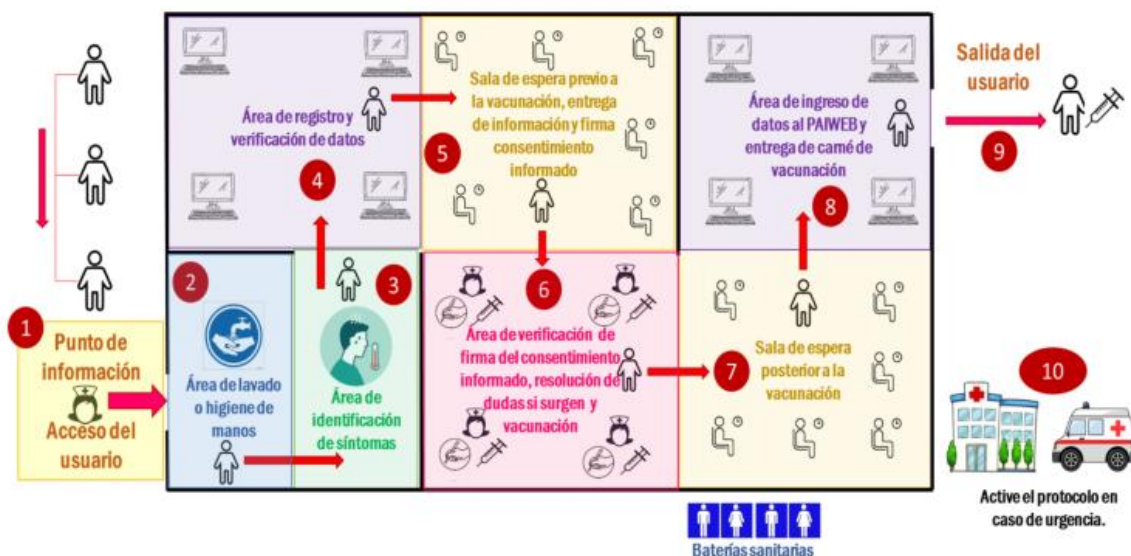 1
Punto de
información
Acceso del
usuario
2
Área de lavado
o higiene de
manos
3
Área de
identificación
de síntomas
Área de registro y
verificación de datos
4
5
Sala de espera previo a
la vacunación, entrega
de información y firma
consentimiento
informado
6
Área de verificación de
firma del consentimiento
informado, resolución de
dudas si surgen y
vacunación
7
Sala de espera
posterior a la
vacunación
Área de ingreso de
datos al PAIWEB y
entrega de carné de
vacunación
8
Salida del
usuario
9
10
Active el protocolo en
caso de urgencia.
Baterías sanitarias